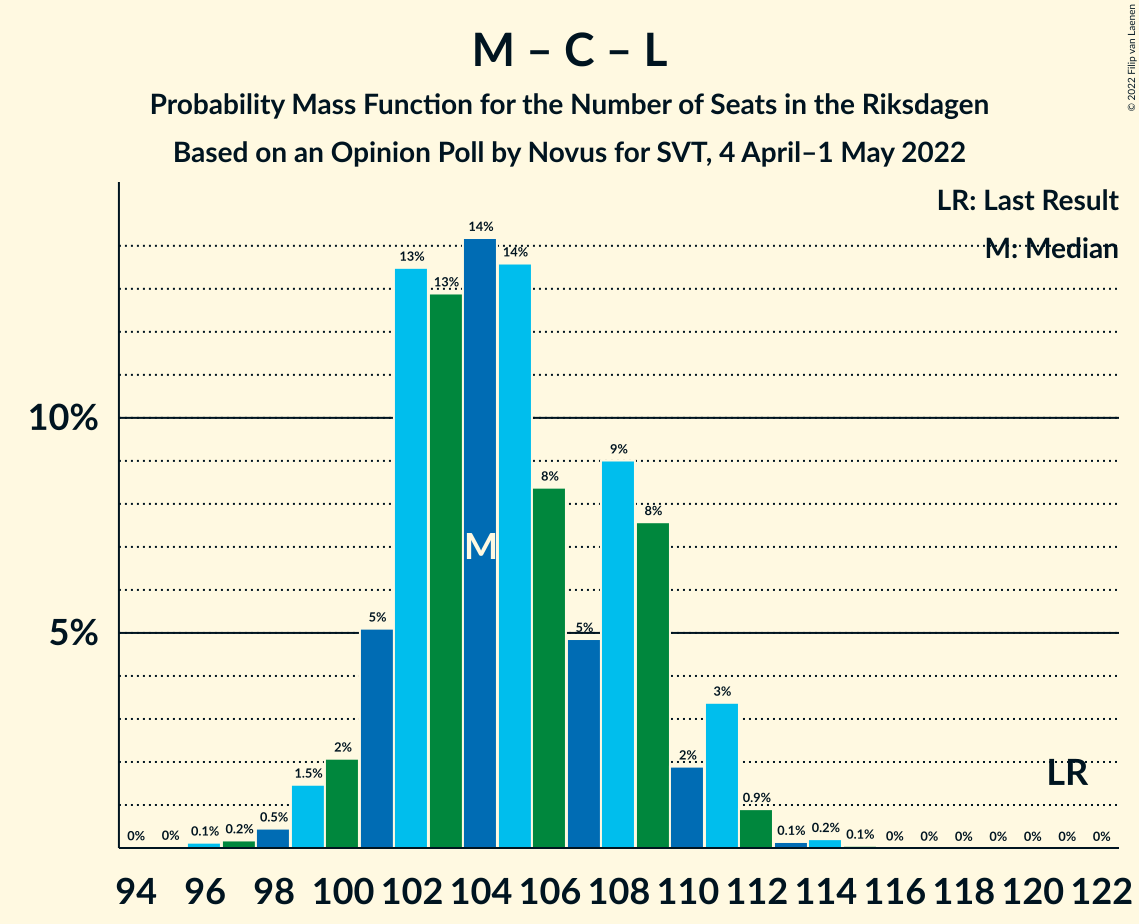 M – C – L
Probability Mass Function for the Number of Seats in the Riksdagen
Based on an Opinion Poll by Novus for SVT, 4 April–1 May 2022
© 2022 Filip van Laenen
LR: Last Result
M: Median
10%
5%
0% 0% 0.1% 0.2% 0.5% 1.5% 2% 5% 13% 13% 14% 14% 8% 5% 9% 8% 2% 3% 0.9% 0.1% 0.2% 0.1% 0% 0% 0% 0% 0% 0% 0%
M
LR
94 96 98 100 102 104 106 108 110 112 114 116 118 120 122